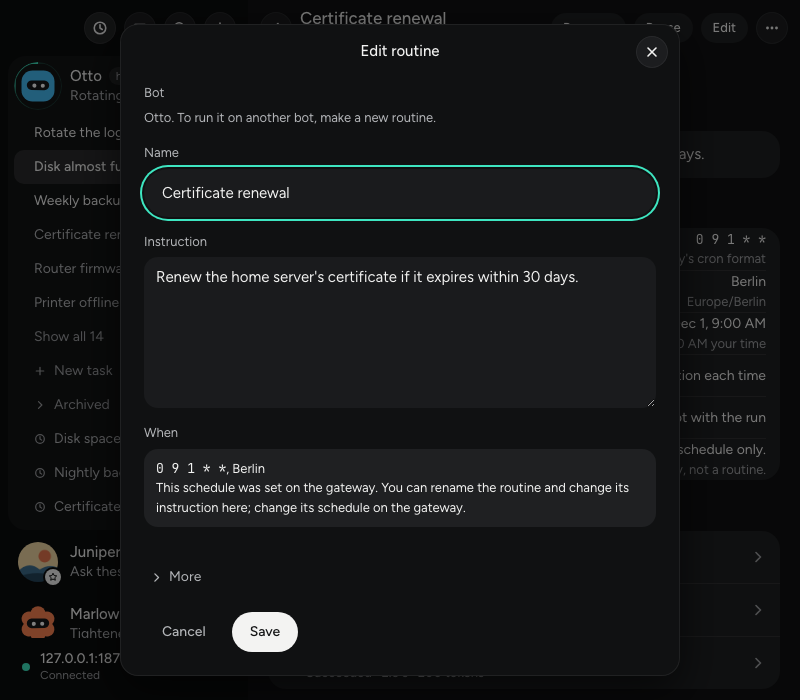 Certificate renewal
Edit
Edit routine
Otto
Rotating
Rotate the log
Disk almost fu
Weekly backu
Certificate ren
Router firmwa
Printer offline
Show all 14
New task
Archived
Disk space
Nightly ba
Certificate
Juniper
Ask thes
Marlow
Tightene
127.0.0.1:187
Connected
Bot
Otto. To run it on another bot, make a new routine.
Name
Certificate renewal
Instruction
Renew the home server's certificate if it expires within 30 days.
When
0 9 1 * *, Berlin
This schedule was set on the gateway. You can rename the routine and change its
instruction here; change its schedule on the gateway.
More
Cancel
Save
ays.
0 9 1 * *
y's cron format
Berlin
Europe/Berlin
ec 1, 9:00 AM
0 AM your time
ion each time
ot with the run
schedule only.
y, not a routine.